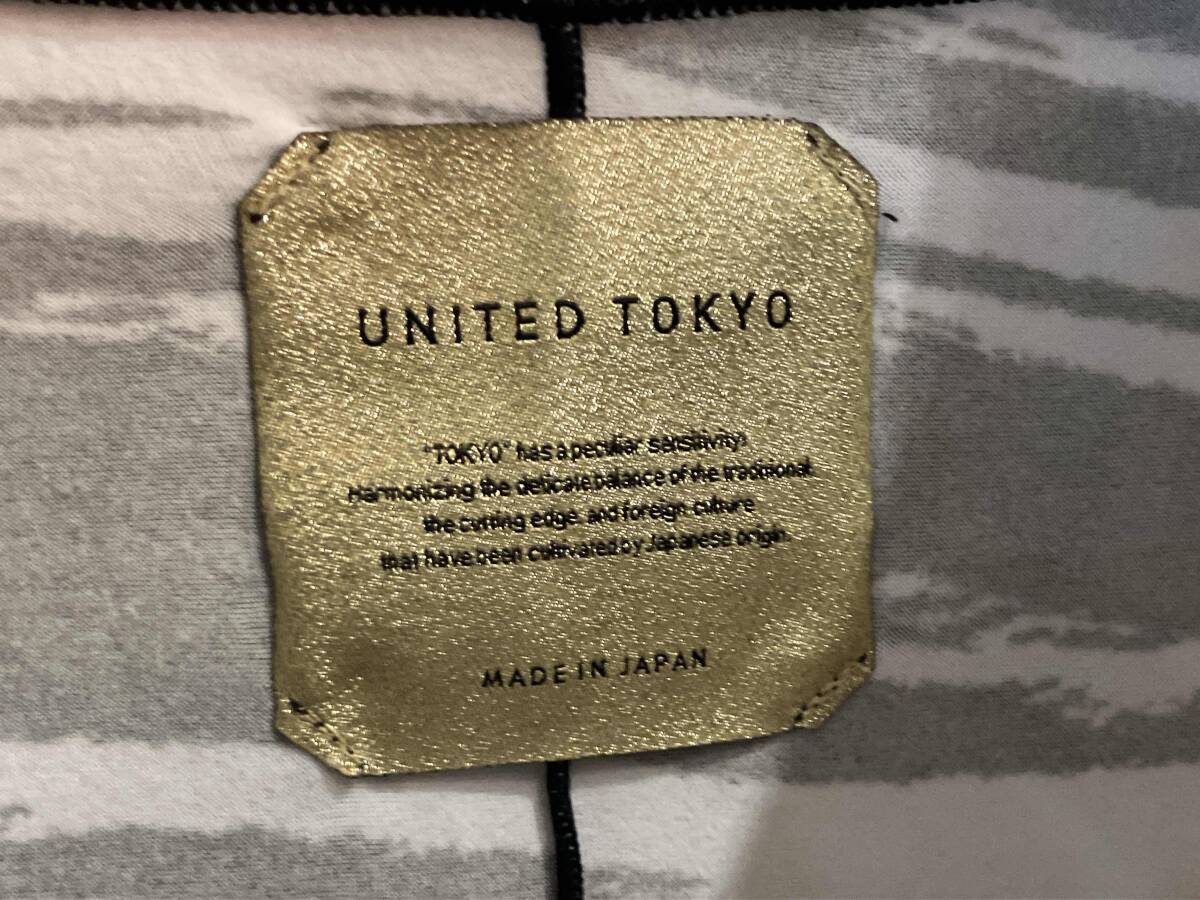 UNITED TOKYO
"TOKYO" has a peculiar sensitivity,
Harmonizing the delicate balance of the traditional.
the cutting edge, and foreign culture
that have been cultivated by Japanese origin.
MADE IN JAPAN